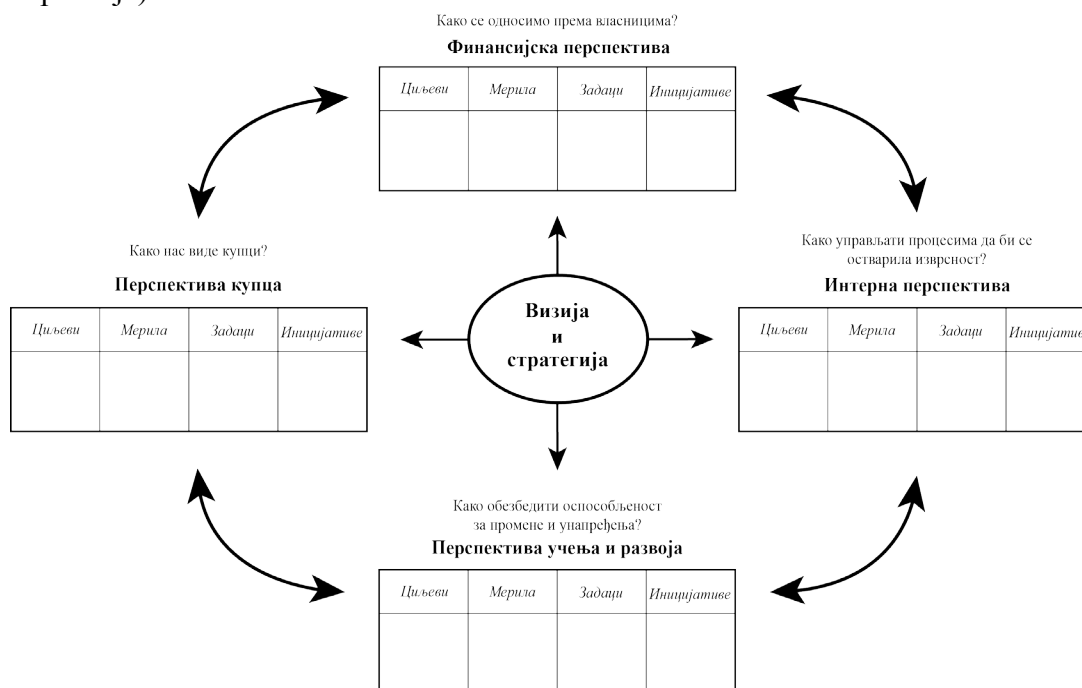 Како се односимо према власницима?
Финансијска перспектива
Циљеви Мерила Задаци Иницијативе
Како нас виде купци?
Перспектива купца
Циљеви Мерила Задаци Иницијативе
Визија
и
стратегија
Како управљати процесима да би се
остварила изврсност?
Интерна перспектива
Циљеви Мерила Задаци Иницијативе
Како обезбедити оспособљеност
за промене и унапређења?
Перспектива учења и развоја
Циљеви Мерила Задаци Иницијативе